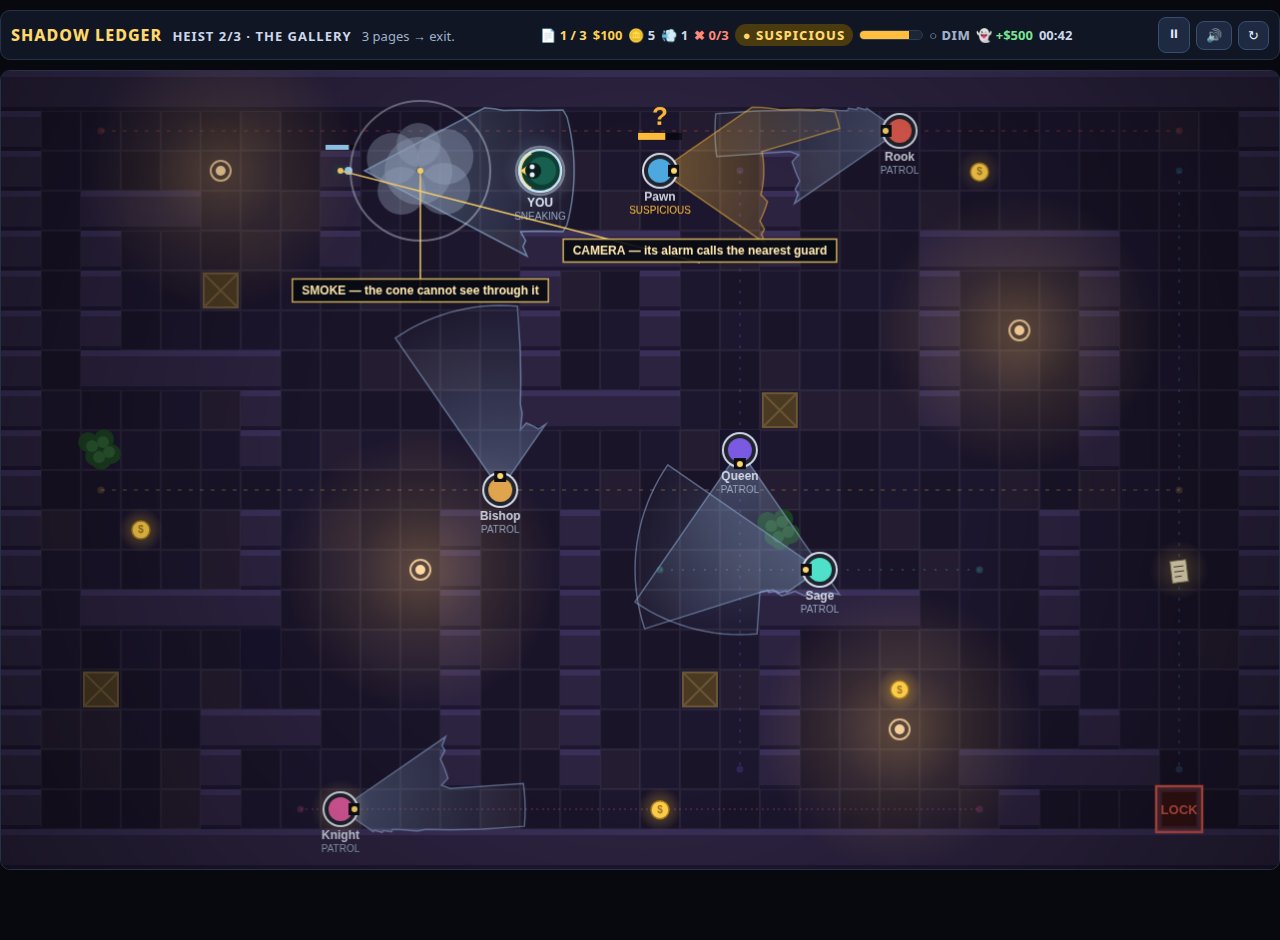 SHADOW LEDGER HEIST 2/3 · THE GALLERY 3 pages → exit. 1 / 3 $100 5 1 ✖ 0/3 ● SUSPICIOUS ○ DIM +$500 00:42
?
Rook
PATROL
YOU
SNEAKING
Pawn
SUSPICIOUS
$
CAMERA — its alarm calls the nearest guard
SMOKE — the cone cannot see through it
Queen
PATROL
Bishop
PATROL
$
Sage
PATROL
$
Knight
PATROL
$
LOCK